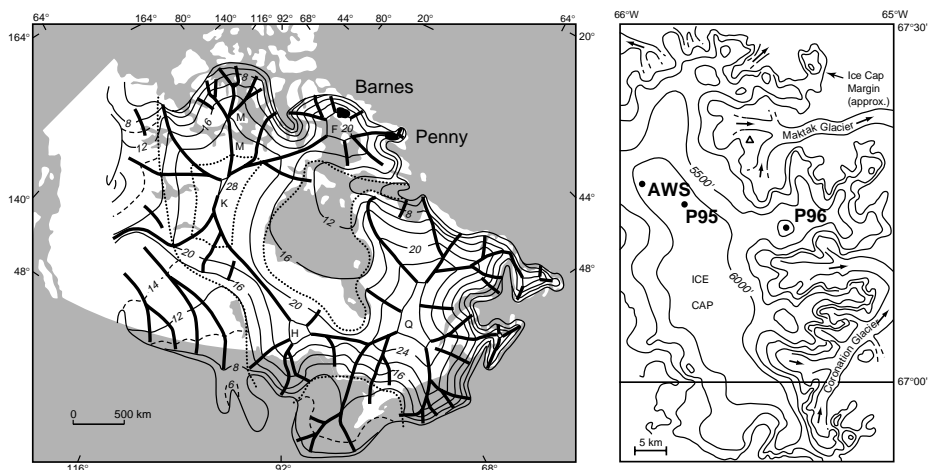 64° 164° 140° 116° 92° 68° 44° 80° 20° 64°
164° 20°
8
Barnes
6 M F 20
8
Penny
12 M
28
K
140° 12 44°
16
8
20
20
48° 16 48°
14
20
12 Q
H
24
8 16
6
0 500 km
116° 92° 68°
66°W 65°W
67°30'
Ice Cap
Margin
(approx.)
Maktak Glacier
5500'
AWS
P95 P96
6000'
ICE
CAP
Coronation Glacier
67°00'
5 km